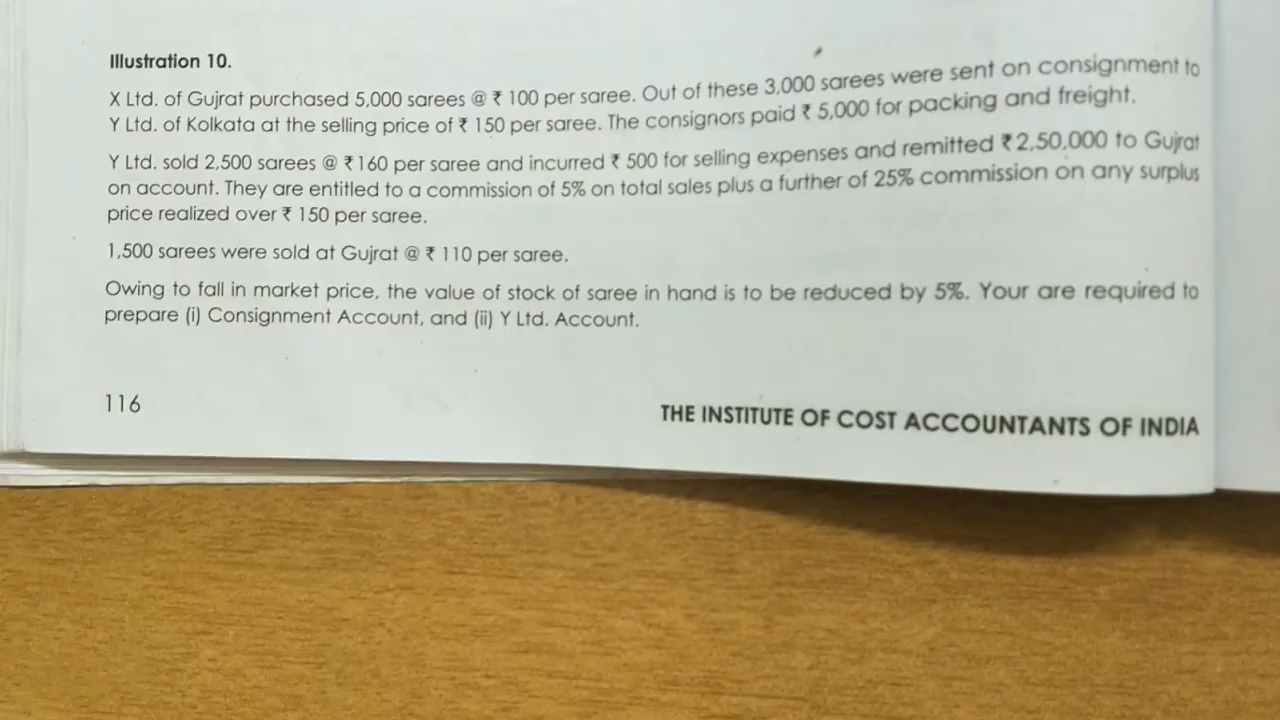 Illustration 10.
X Ltd. of Gujrat purchased 5,000 sarees @ ₹ 100 per saree. Out of these 3,000 sarees were sent on consignment to
Y Ltd. of Kolkata at the selling price of ₹ 150 per saree. The consignors paid ₹ 5,000 for packing and freight.
Y Ltd. sold 2,500 sarees @ ₹ 160 per saree and incurred ₹ 500 for selling expenses and remitted ₹ 2,50,000 to Gujrat
on account. They are entitled to a commission of 5% on total sales plus a further of 25% commission on any surplus
price realized over ₹ 150 per saree.
1,500 sarees were sold at Gujrat @ ₹ 110 per saree.
Owing to fall in market price, the value of stock of saree in hand is to be reduced by 5%. Your are required to
prepare (i) Consignment Account, and (ii) Y Ltd. Account.
116
THE INSTITUTE OF COST ACCOUNTANTS OF INDIA